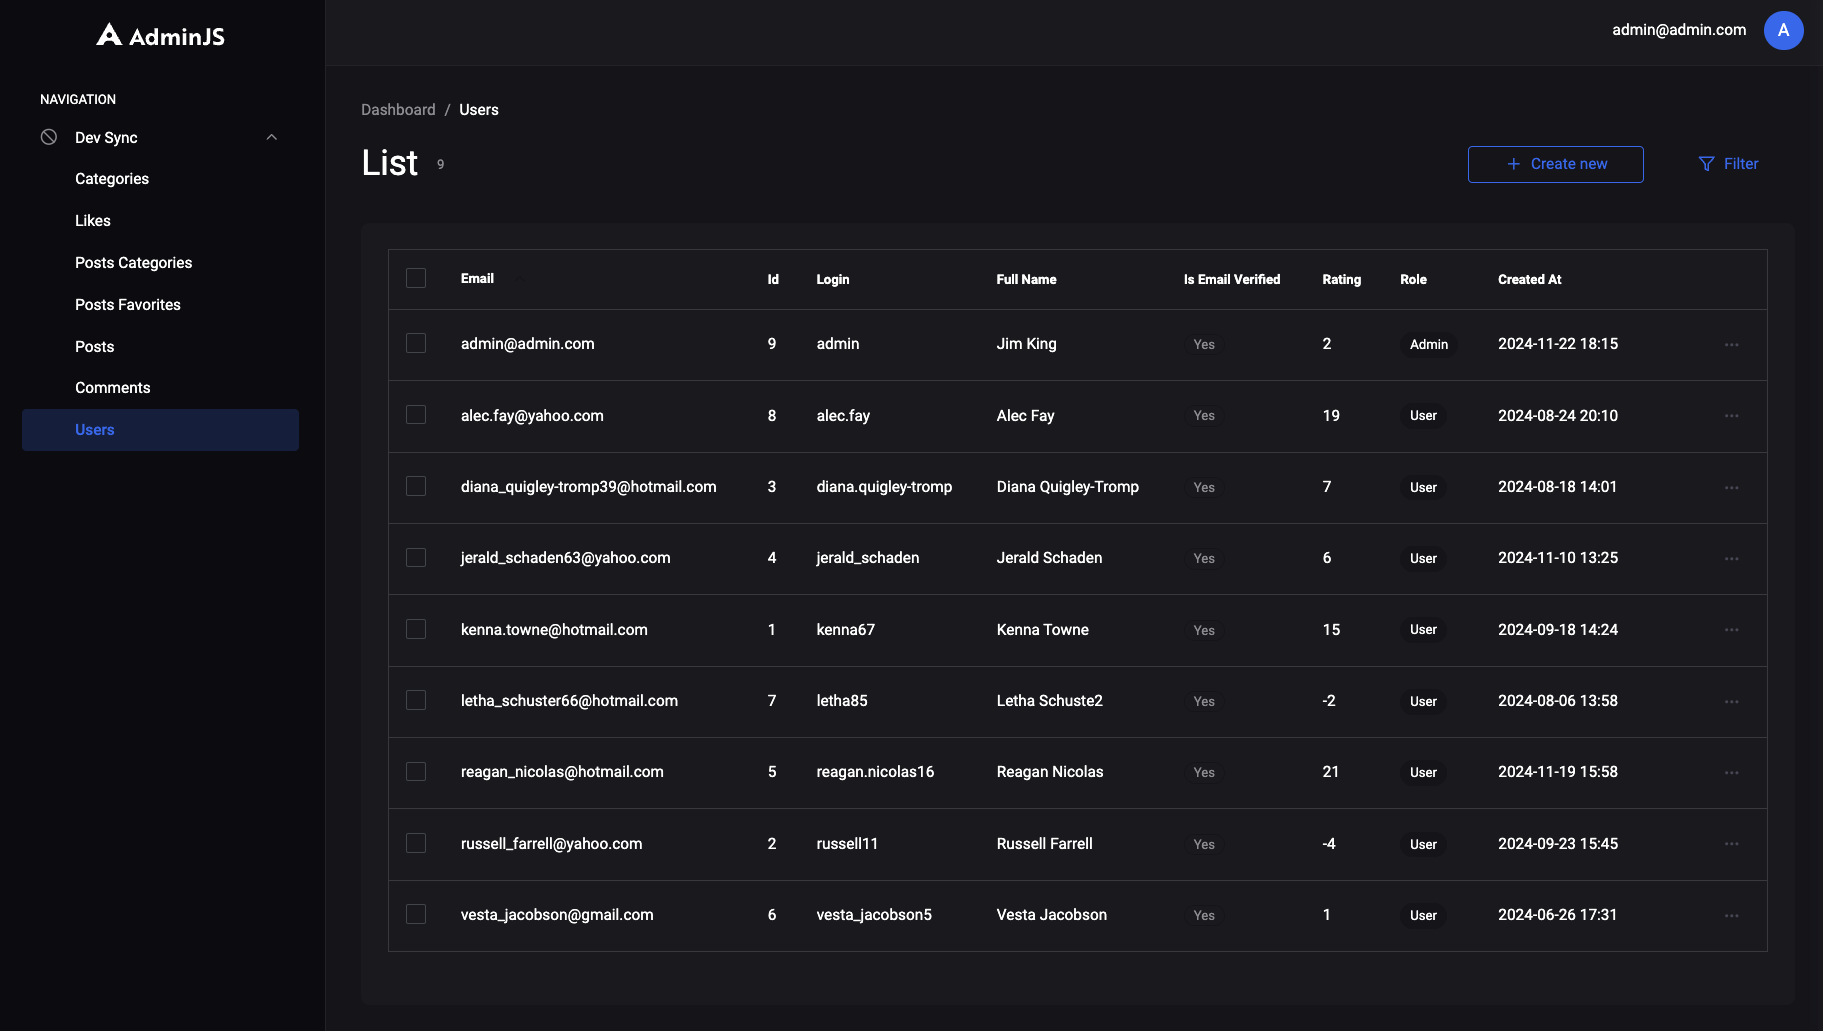 AdminJS
admin@admin.com A
NAVIGATION
Dev Sync
Categories
Likes
Posts Categories
Posts Favorites
Posts
Comments
Users
Dashboard / Users
List 9
Create new
Filter
Email Id Login Full Name Is Email Verified Rating Role Created At
admin@admin.com 9 admin Jim King Yes 2 Admin 2024-11-22 18:15
alec.fay@yahoo.com 8 alec.fay Alec Fay Yes 19 User 2024-08-24 20:10
diana_quigley-tromp39@hotmail.com 3 diana.quigley-tromp Diana Quigley-Tromp Yes 7 User 2024-08-18 14:01
jerald_schaden63@yahoo.com 4 jerald_schaden Jerald Schaden Yes 6 User 2024-11-10 13:25
kenna.towne@hotmail.com 1 kenna67 Kenna Towne Yes 15 User 2024-09-18 14:24
letha_schuster66@hotmail.com 7 letha85 Letha Schuste2 Yes -2 User 2024-08-06 13:58
reagan_nicolas@hotmail.com 5 reagan.nicolas16 Reagan Nicolas Yes 21 User 2024-11-19 15:58
russell_farrell@yahoo.com 2 russell11 Russell Farrell Yes -4 User 2024-09-23 15:45
vesta_jacobson@gmail.com 6 vesta_jacobson5 Vesta Jacobson Yes 1 User 2024-06-26 17:31